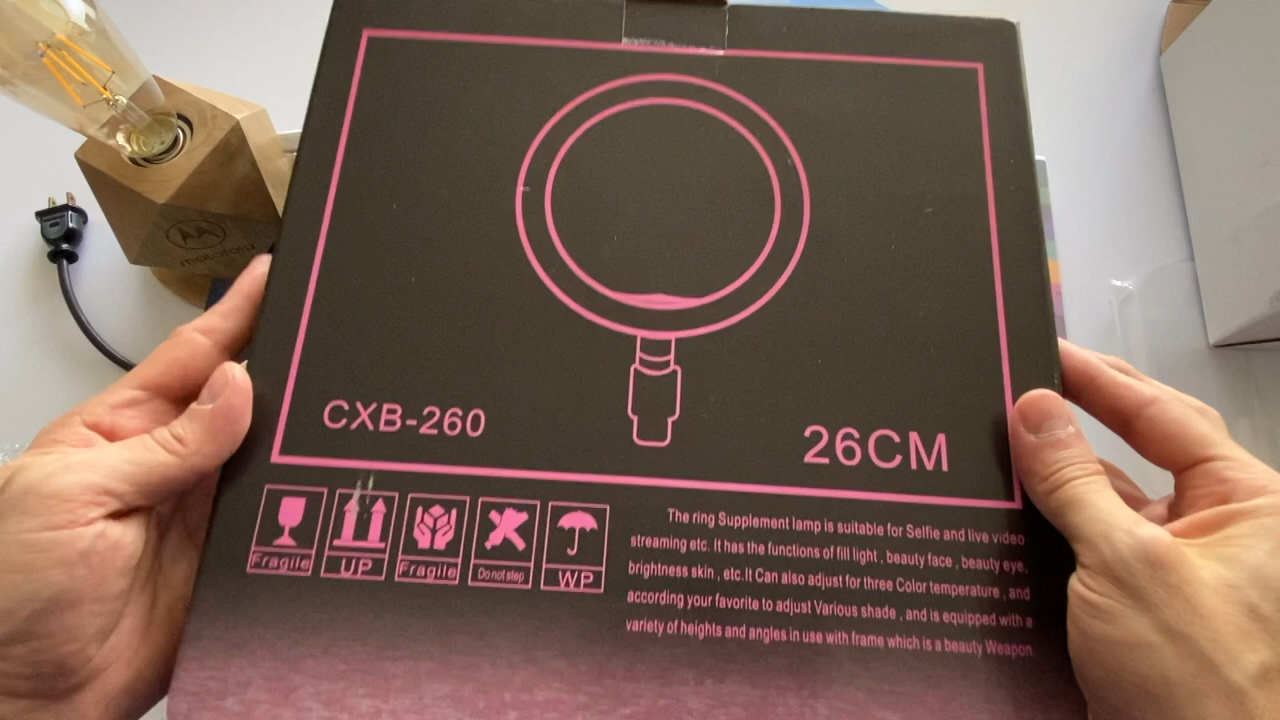 motorola
CXB-260
26CM
Fragile
UP
Fragile
Do not step
WP
The ring Supplement lamp is suitable for Selfie and live video
streaming etc. It has the functions of fill light , beauty face , beauty eye,
brightness skin , etc.It Can also adjust for three Color temperature , and
according your favorite to adjust Various shade , and is equipped with a
variety of heights and angles in use with frame which is a beauty Weapon.